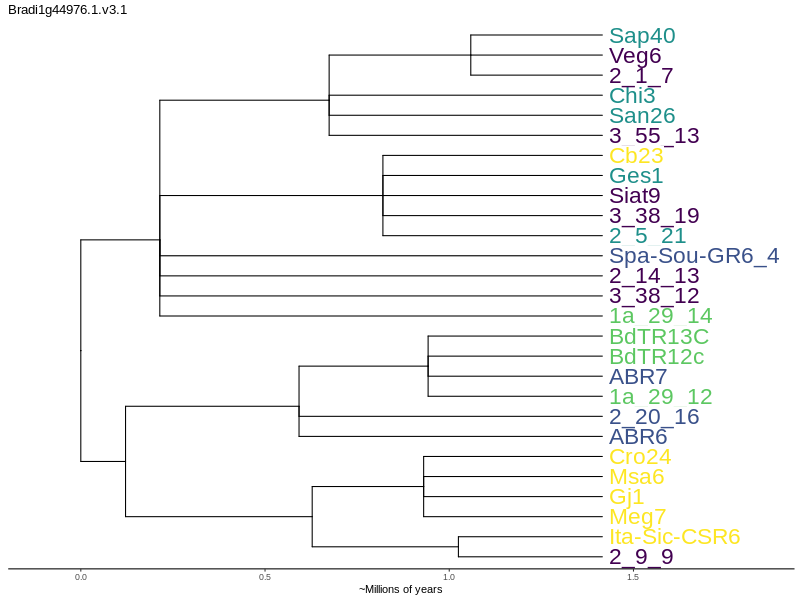 Bradi1g44976.1.v3.1
Sap40
Veg6
2_1_7
Chi3
San26
3_55_13
Cb23
Ges1
Siat9
3_38_19
2_5_21
Spa-Sou-GR6_4
2_14_13
3_38_12
1a_29_14
BdTR13C
BdTR12c
ABR7
1a_29_12
2_20_16
ABR6
Cro24
Msa6
Gj1
Meg7
Ita-Sic-CSR6
2_9_9
0.0 0.5 1.0 1.5
~Millions of years